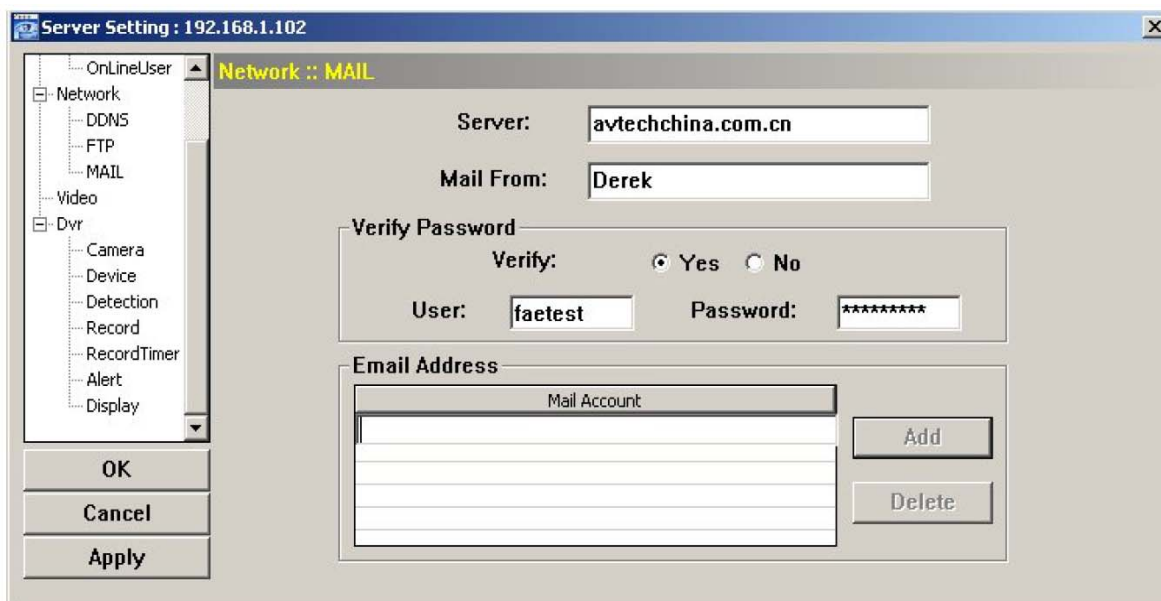 Server Setting : 192.168.1.102
OnLineUser
Network
DDNS
FTP
MAIL
Video
Dvr
Camera
Device
Detection
Record
RecordTimer
Alert
Display
OK
Cancel
Apply
Network :: MAIL
Server: avtechchina.com.cn
Mail From: Derek
Verify Password
Verify: Yes No
User: faetest Password: *********
Email Address
Mail Account
Add
Delete